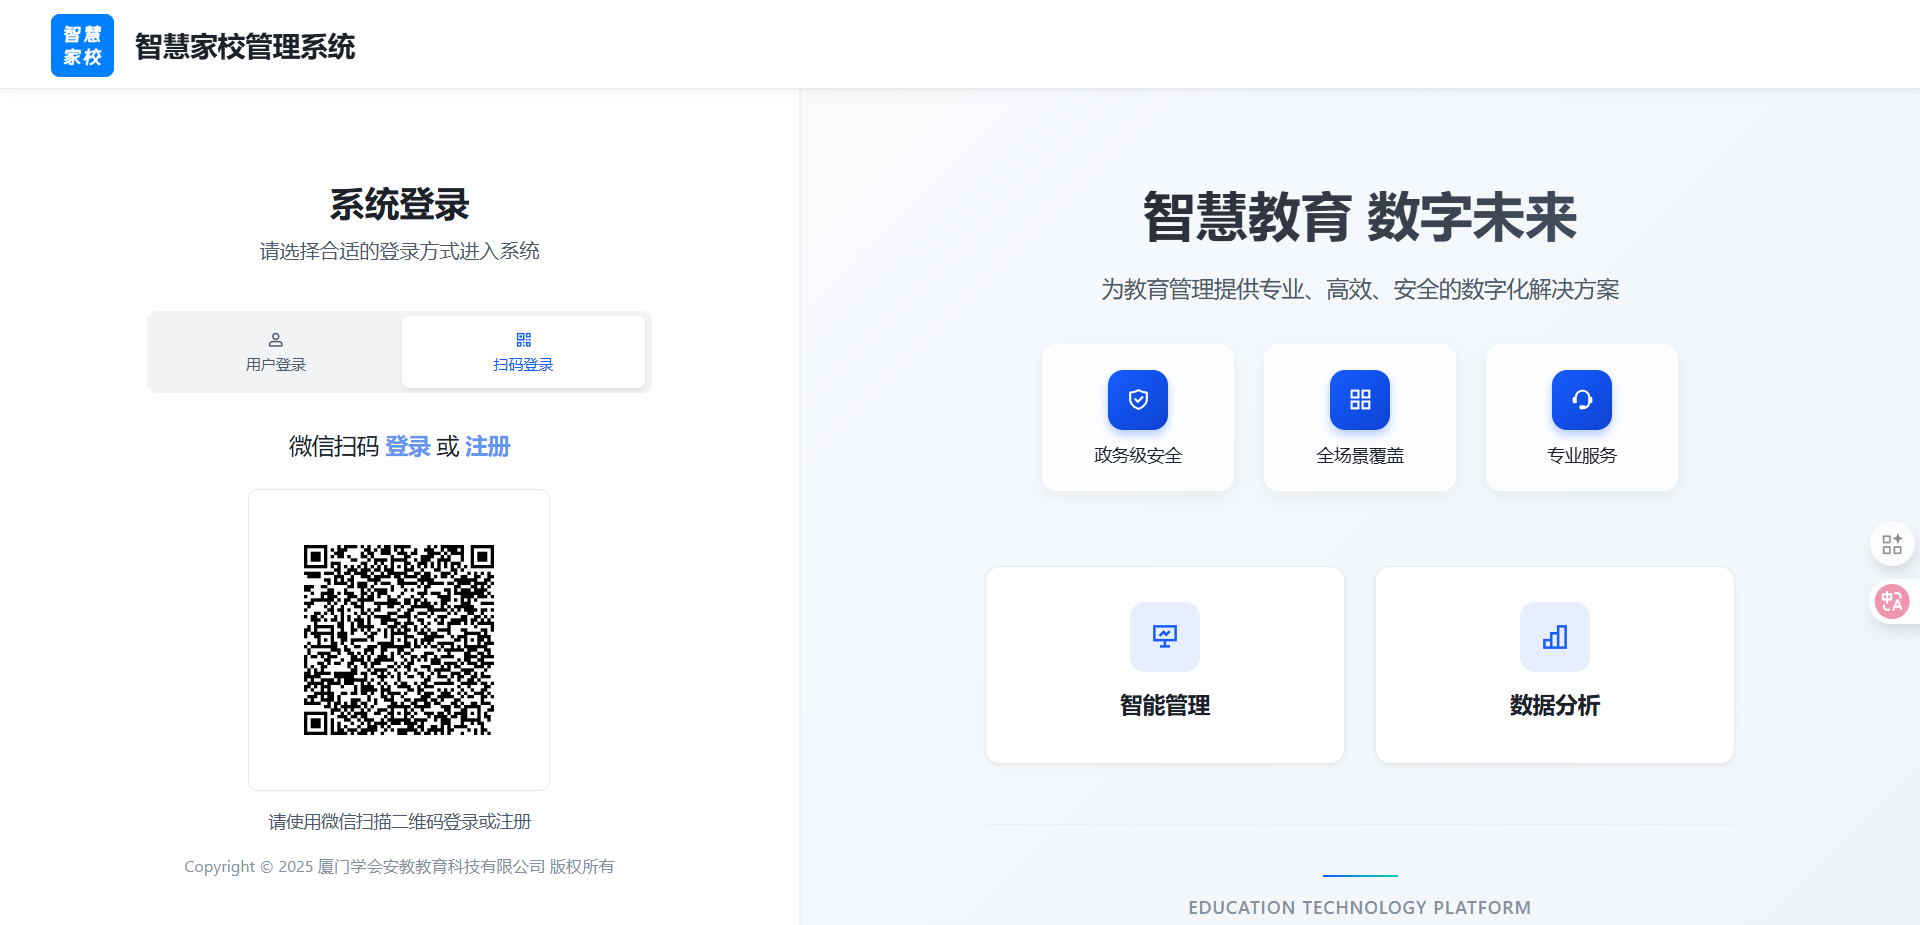 智慧
家校
智慧家校管理系统
系统登录
请选择合适的登录方式进入系统
用户登录
扫码登录
微信扫码 登录 或 注册
请使用微信扫描二维码登录或注册
Copyright © 2025 厦门学会安教教育科技有限公司 版权所有
智慧教育 数字未来
为教育管理提供专业、高效、安全的数字化解决方案
政务级安全
全场景覆盖
专业服务
智能管理
数据分析
EDUCATION TECHNOLOGY PLATFORM
中A